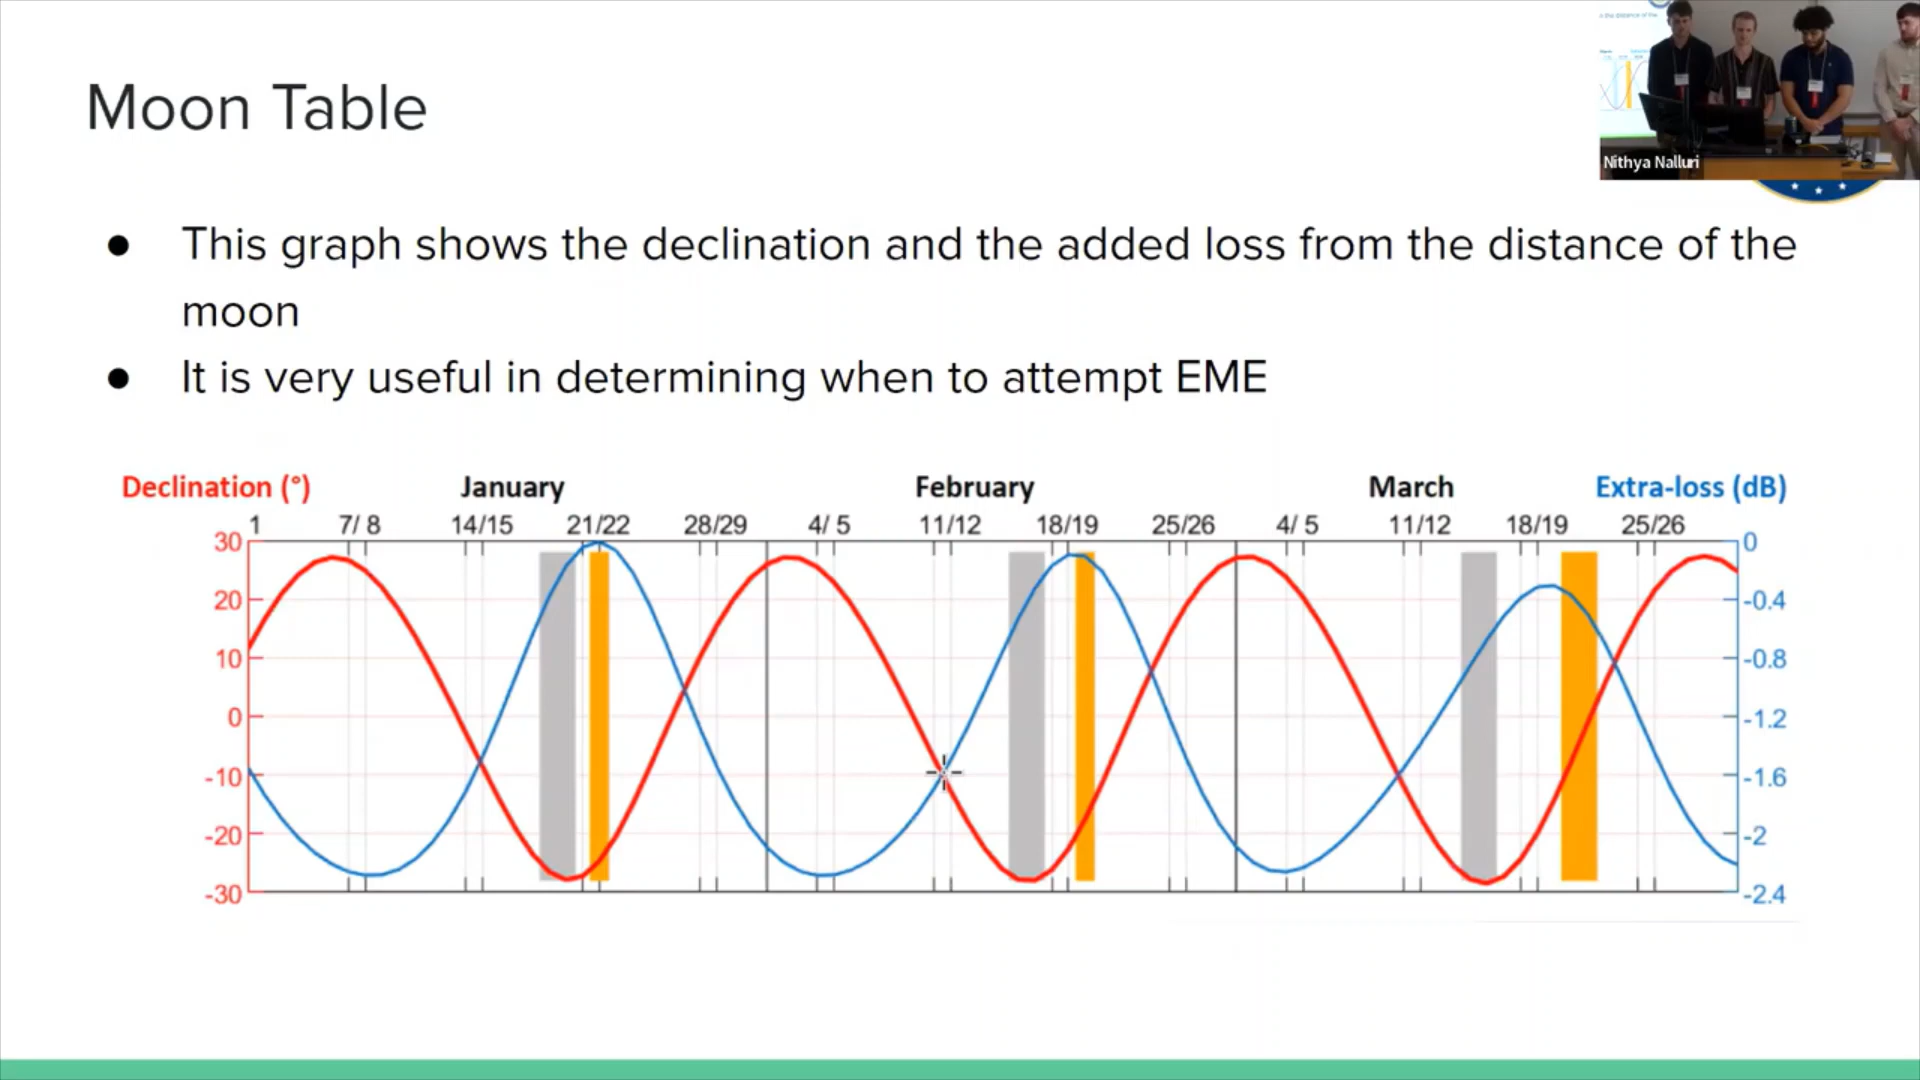 Moon Table
Nithya Nalluri
● This graph shows the declination and the added loss from the distance of the
moon
● It is very useful in determining when to attempt EME
Declination (°) January February March Extra-loss (dB)
1 7/ 8 14/15 21/22 28/29 4/ 5 11/12 18/19 25/26 4/ 5 11/12 18/19 25/26
30 0
20 -0.4
10 -0.8
0 -1.2
-10 -1.6
-20 -2
-30 -2.4